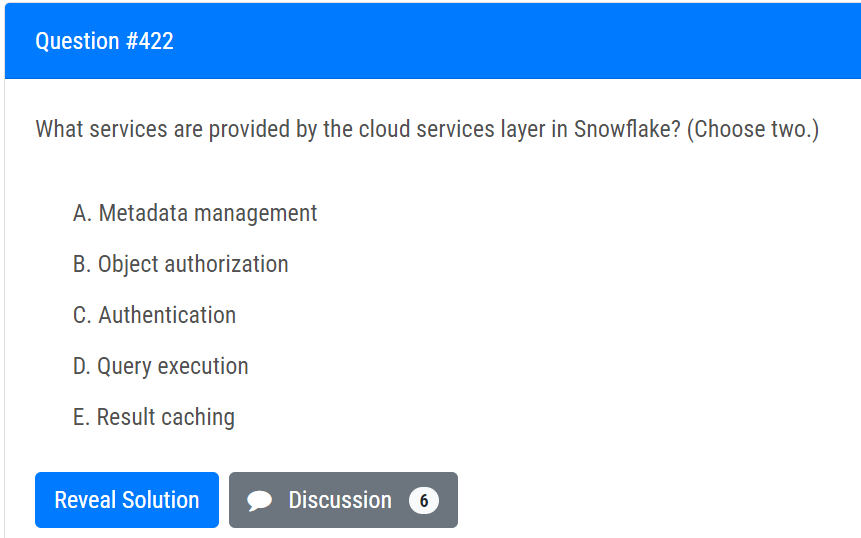 Question #422
What services are provided by the cloud services layer in Snowflake? (Choose two.)
A. Metadata management
B. Object authorization
C. Authentication
D. Query execution
E. Result caching
Reveal Solution
Discussion 6